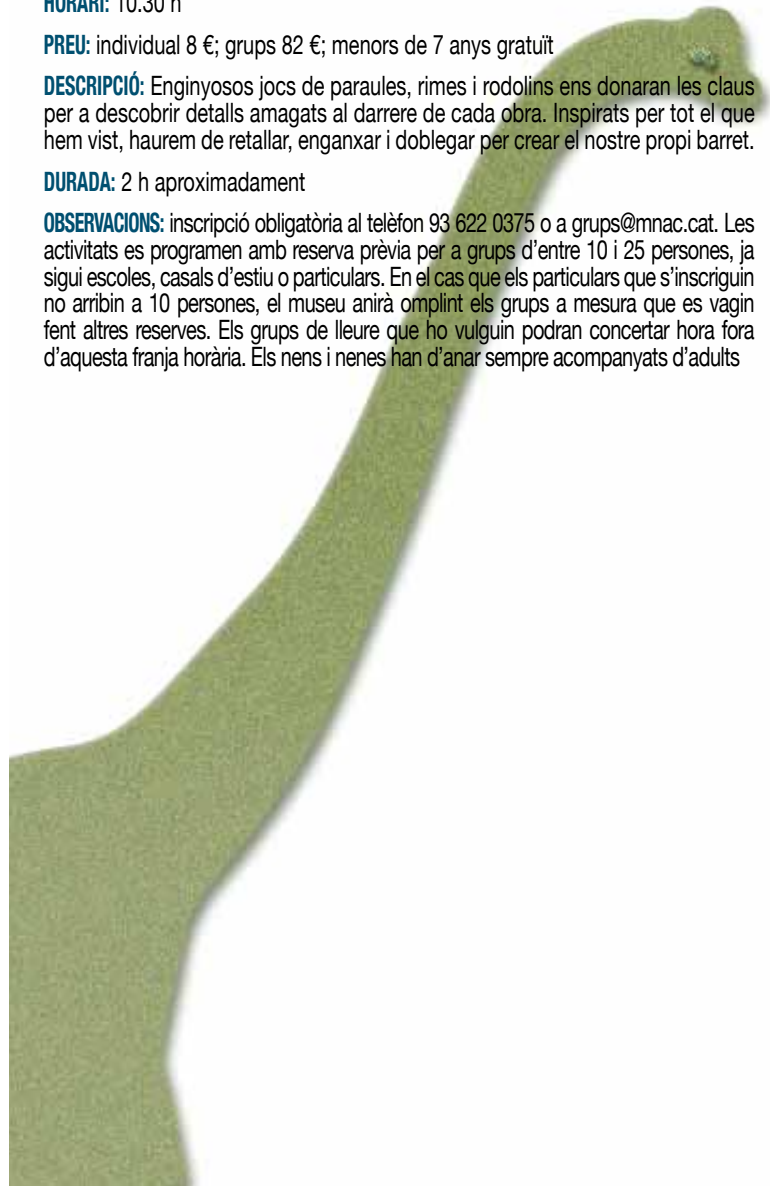 HORARI: 10.30 h
PREU: individual 8 €; grups 82 €; menors de 7 anys gratuït
DESCRIPCIÓ: Enginyosos jocs de paraules, rimes i rodolins ens donaran les claus
per a descobrir detalls amagats al darrere de cada obra. Inspirats per tot el que
hem vist, haurem de retallar, enganxar i doblegar per crear el nostre propi barret.
DURADA: 2 h aproximadament
OBSERVACIONS: inscripció obligatòria al telèfon 93 622 0375 o a grups@mnac.cat. Les
activitats es programen amb reserva prèvia per a grups d’entre 10 i 25 persones, ja
sigui escoles, casals d’estiu o particulars. En el cas que els particulars que s’inscriguin
no arribin a 10 persones, el museu anirà omplint els grups a mesura que es vagin
fent altres reserves. Els grups de lleure que ho vulguin podran concertar hora fora
d’aquesta franja horària. Els nens i nenes han d’anar sempre acompanyats d’adults